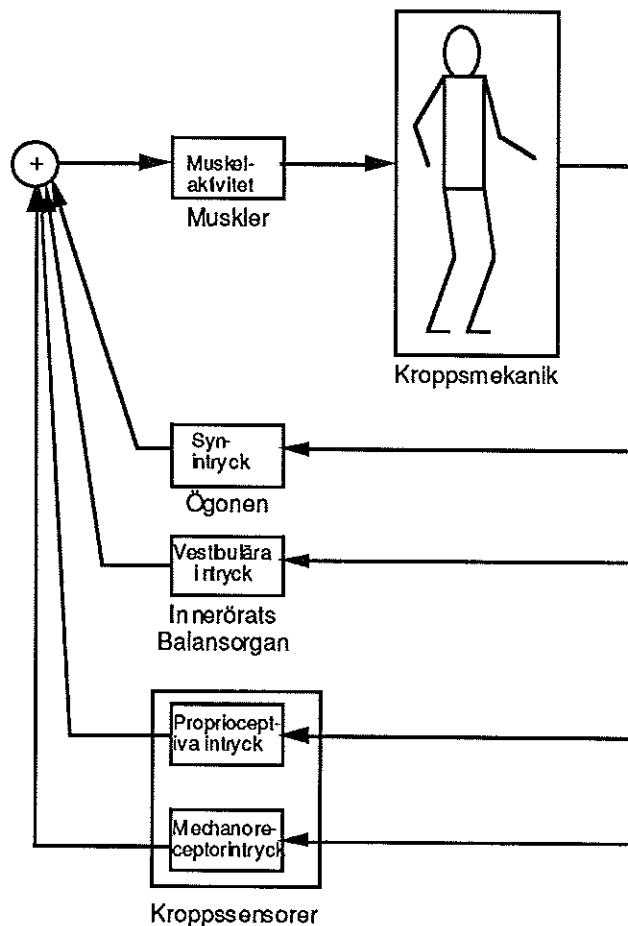 +
Muskel-
aktivitet
Muskler
Kroppsmekanik
Syn-
intryck
Ögonen
Vestibulära
intryck
Innerörats
Balansorgan
Propriocept-
iva intryck
Mechanore-
ceptorintryck
Kroppssensorer